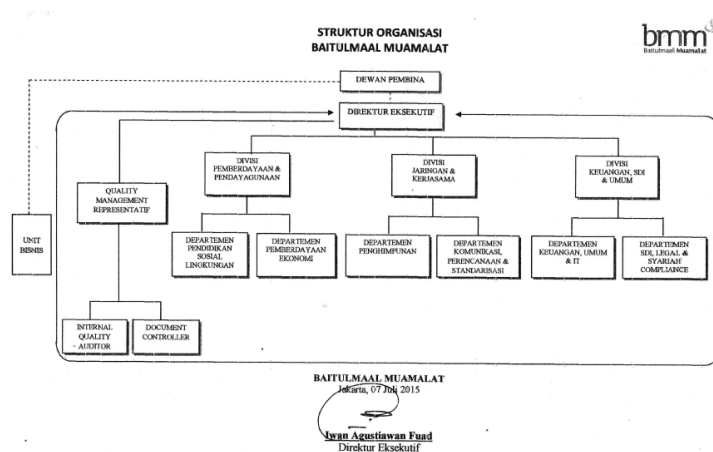 STRUKTUR ORGANISASI
BAITULMAAL MUAMALAT
bmm
Baitulmaal Muamalat
DEWAN PEMBINA
DIREKTUR EKSEKUTIF
DIVISI
PEMBERDAYAAN &
PENDAYAGUNAAN
DIVISI
JARINGAN &
KERJASAMA
DIVISI
KEUANGAN, SDI
& UMUM
QUALITY
MANAGEMENT
REPRESENTATIF
UNIT
BISNIS
DEPARTEMEN
PENDIDIKAN
SOSIAL
LINGKUNGAN
DEPARTEMEN
PEMBERDAYAAN
EKONOMI
DEPARTEMEN
PENGHIMPUNAN
DEPARTEMEN
KOMUNIKASI,
PERENCANAAN &
STANDARISASI
DEPARTEMEN
KEUANGAN, UMUM
& IT
DEPARTEMEN
SDI, LEGAL &
SYARIAH
COMPLIANCE
INTERNAL
QUALITY
AUDITOR
DOCUMENT
CONTROLLER
BAITULMAAL MUAMALAT
Jakarta, 07 Juli 2015
Iwan Agustiawan Fuad
Direktur Eksekutif